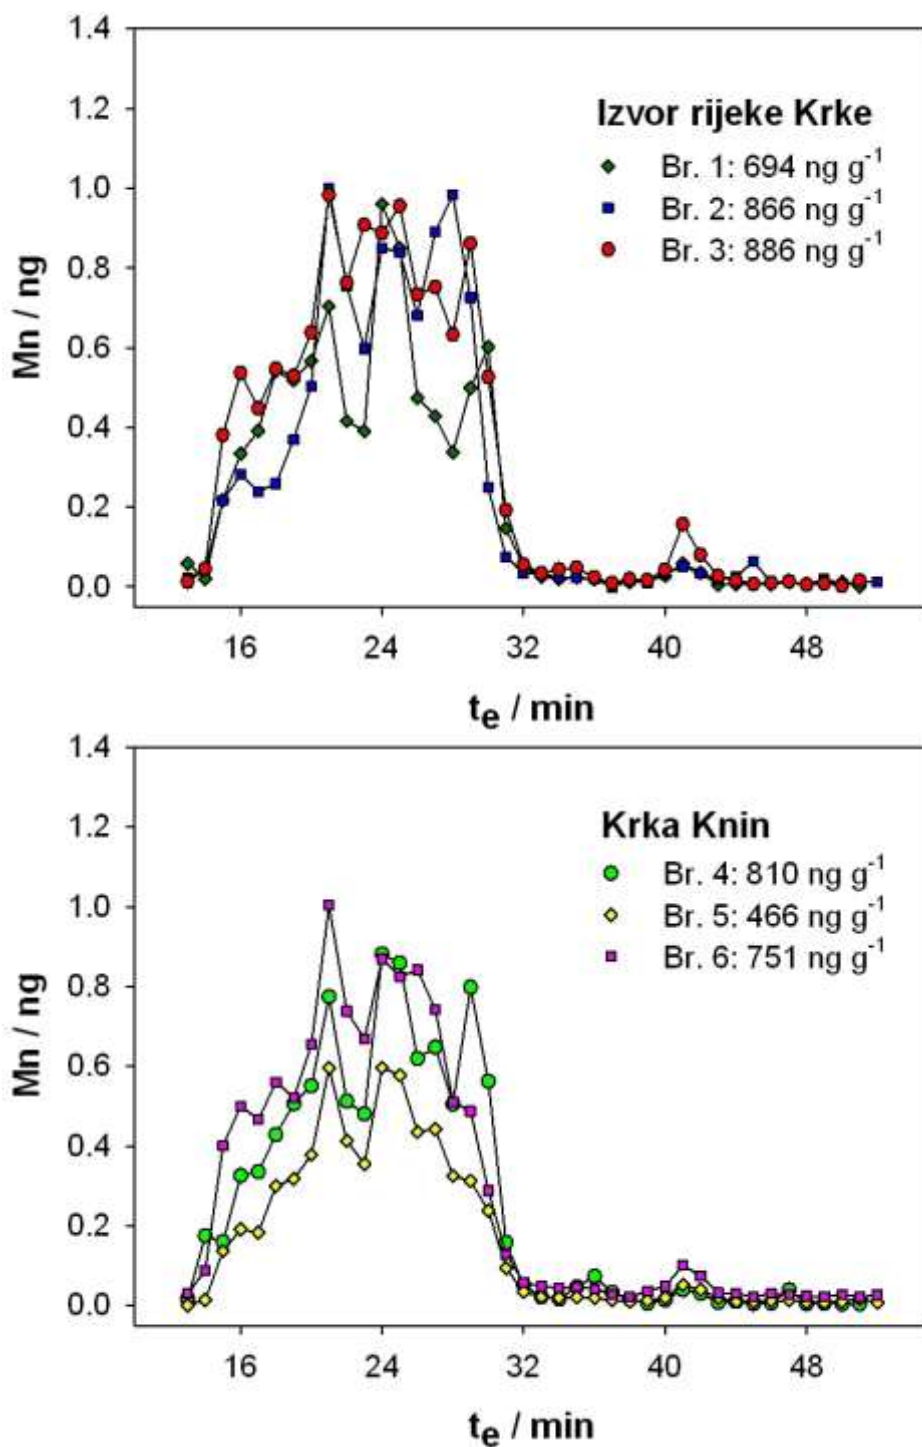 1.4
1.2
1.0
0.8
0.6
0.4
0.2
0.0
Mn / ng
Izvor rijeke Krke
Br. 1: 694 ng g⁻¹
Br. 2: 866 ng g⁻¹
Br. 3: 886 ng g⁻¹
16 24 32 40 48
tₑ / min
1.4
1.2
1.0
0.8
0.6
0.4
0.2
0.0
Mn / ng
Krka Knin
Br. 4: 810 ng g⁻¹
Br. 5: 466 ng g⁻¹
Br. 6: 751 ng g⁻¹
16 24 32 40 48
tₑ / min